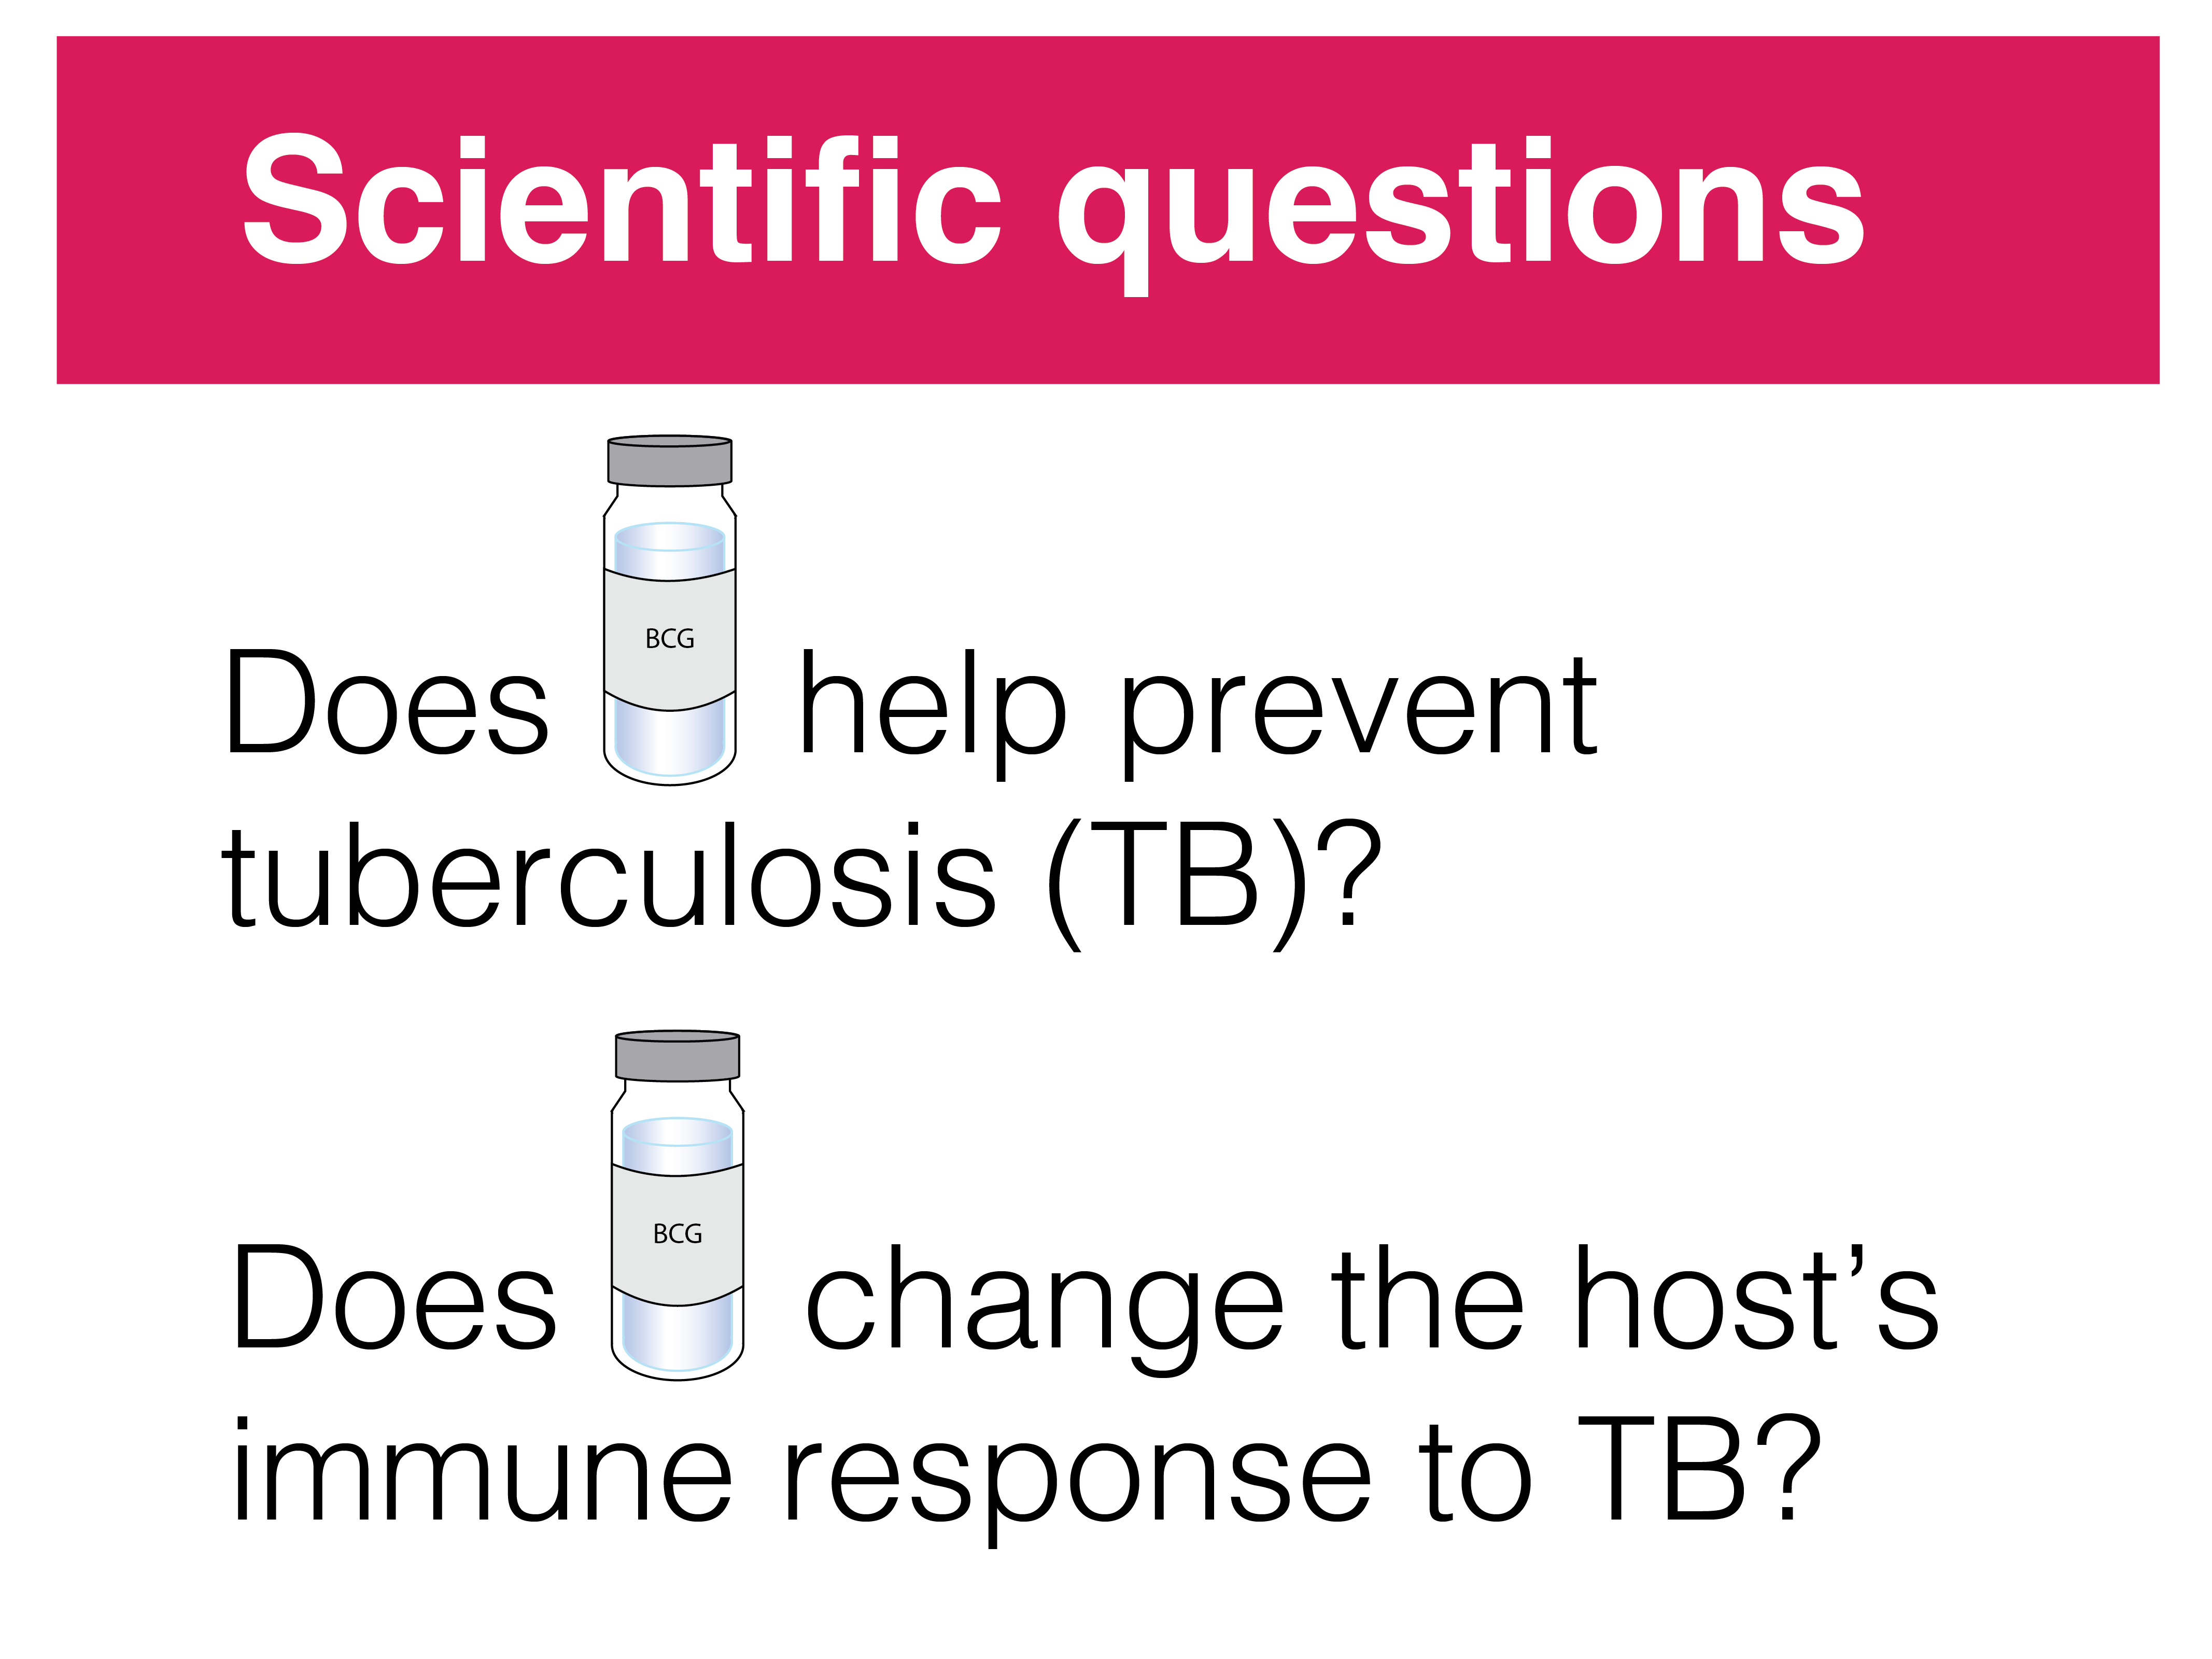 Scientific questions
Does BCG help prevent
tuberculosis (TB)?
Does BCG change the host’s
immune response to TB?